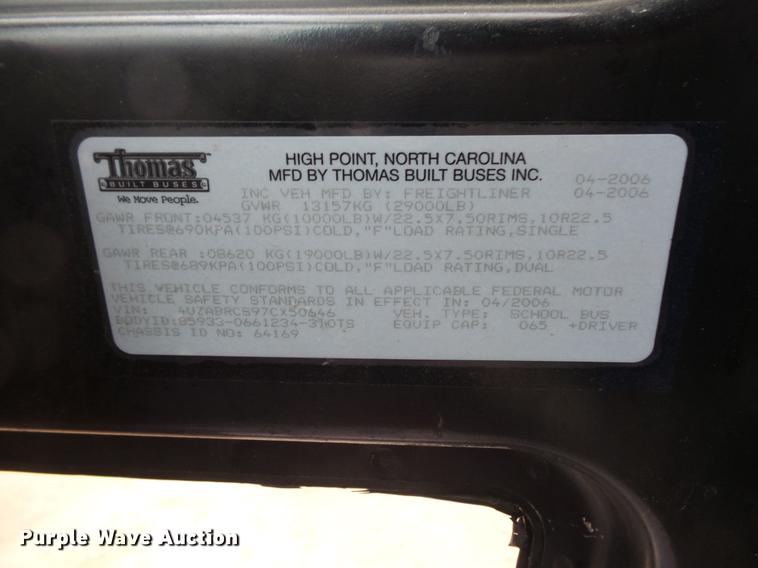 Thomas
BUILT BUSES
We Move People.
HIGH POINT, NORTH CAROLINA
MFD BY THOMAS BUILT BUSES INC. 04-2006
INC VEH MFD BY: FREIGHTLINER 04-2006
GVWR 13157KG (29000LB)
GAWR FRONT:04537 KG(10000LB)W/22.5X7.50RIMS,10R22.5
TIRES@690KPA(100PSI)COLD,"F"LOAD RATING,SINGLE
GAWR REAR :08620 KG(19000LB)W/22.5X7.50RIMS,10R22.5
TIRES@689KPA(100PSI)COLD,"F"LOAD RATING,DUAL
THIS VEHICLE CONFORMS TO ALL APPLICABLE FEDERAL MOTOR
VEHICLE SAFETY STANDARDS IN EFFECT IN: 04/2006
VIN: 4UZABRCS97CX50646 VEH. TYPE: SCHOOL BUS
BODYID:85933-0661234-310TS EQUIP CAP: 065 +DRIVER
CHASSIS ID NO: 64169
Purple Wave Auction